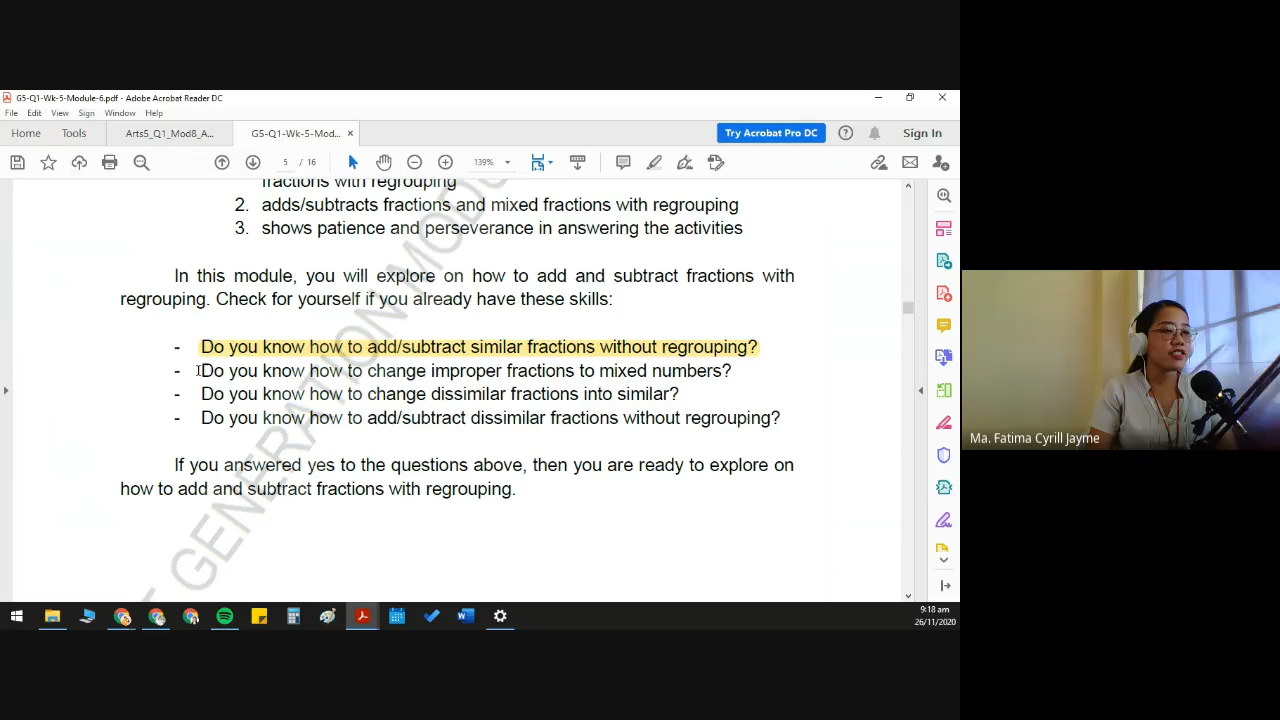 G5-Q1-Wk-5-Module-6.pdf - Adobe Acrobat Reader DC
File Edit View Sign Window Help
Home Tools Arts5_Q1_Mod8_A... G5-Q1-Wk-5-Mod... × Try Acrobat Pro DC Sign In
5 / 16 139%
fractions with regrouping
2. adds/subtracts fractions and mixed fractions with regrouping
3. shows patience and perseverance in answering the activities
In this module, you will explore on how to add and subtract fractions with
regrouping. Check for yourself if you already have these skills:
- Do you know how to add/subtract similar fractions without regrouping?
- Do you know how to change improper fractions to mixed numbers?
- Do you know how to change dissimilar fractions into similar?
- Do you know how to add/subtract dissimilar fractions without regrouping?
If you answered yes to the questions above, then you are ready to explore on
how to add and subtract fractions with regrouping.
GENERATION MODU
Ma. Fatima Cyrill Jayme
9:18 am
26/11/2020